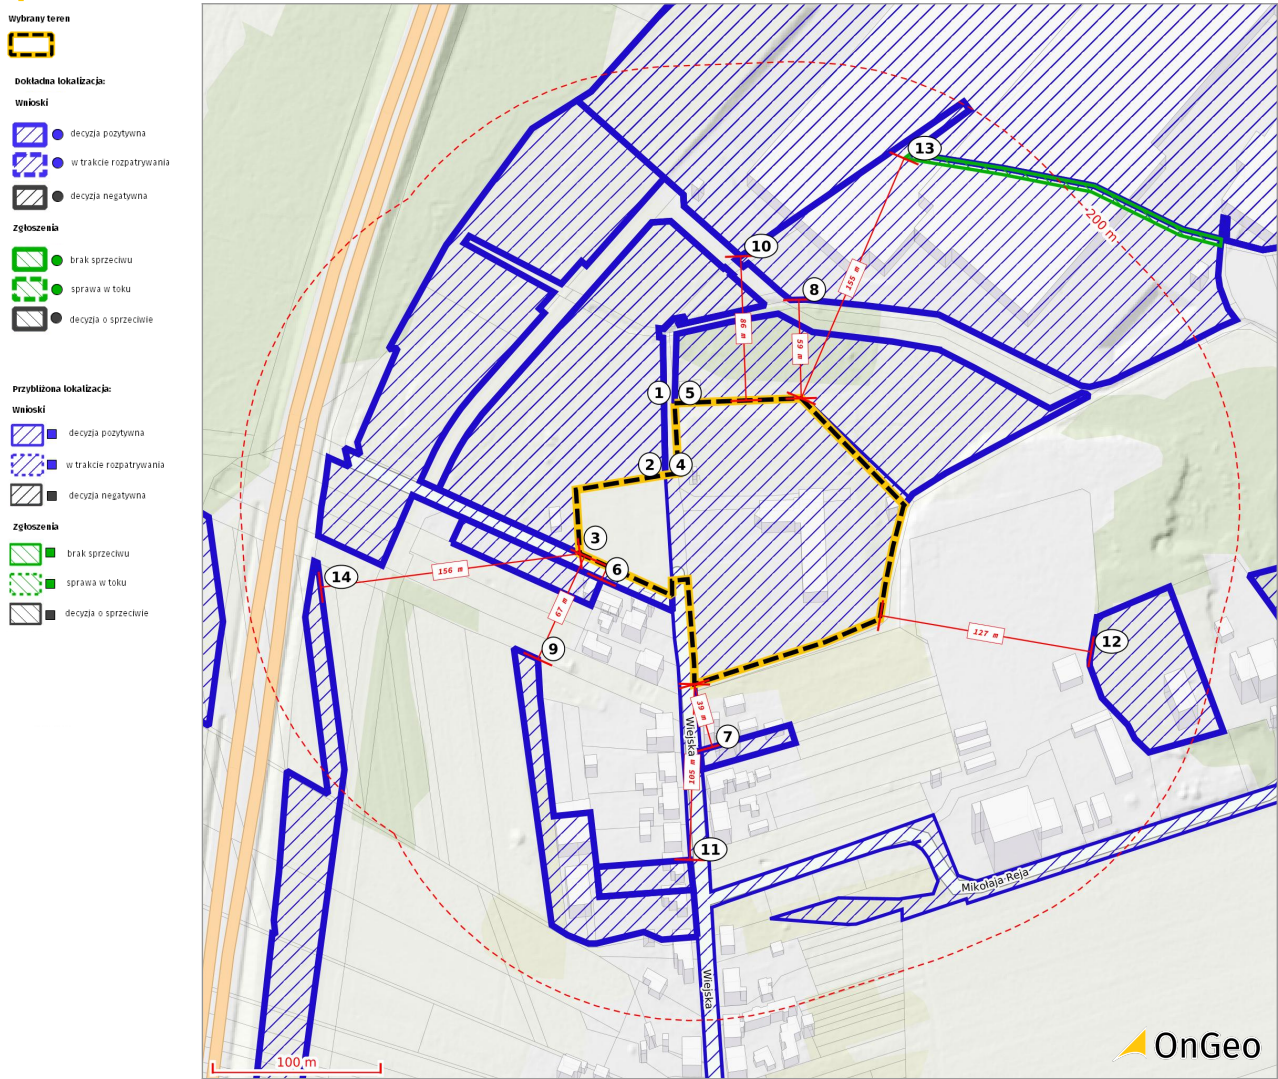 Wybrany teren
Dokładna lokalizacja:
Wnioski
decyzja pozytywna
w trakcie rozpatrywania
decyzja negatywna
Zgłoszenia
brak sprzeciwu
sprawa w toku
decyzja o sprzeciwie
Przybliżona lokalizacja:
Wnioski
decyzja pozytywna
w trakcie rozpatrywania
decyzja negatywna
Zgłoszenia
brak sprzeciwu
sprawa w toku
decyzja o sprzeciwie
13
200 m
10
155 m
8
98 m
59 m
1
5
2
4
3
6
156 m
14
67 m
127 m
12
9
39 m
Wiejska
7
105 m
11
Mikołaja Reja
Wiejska
100 m
OnGeo